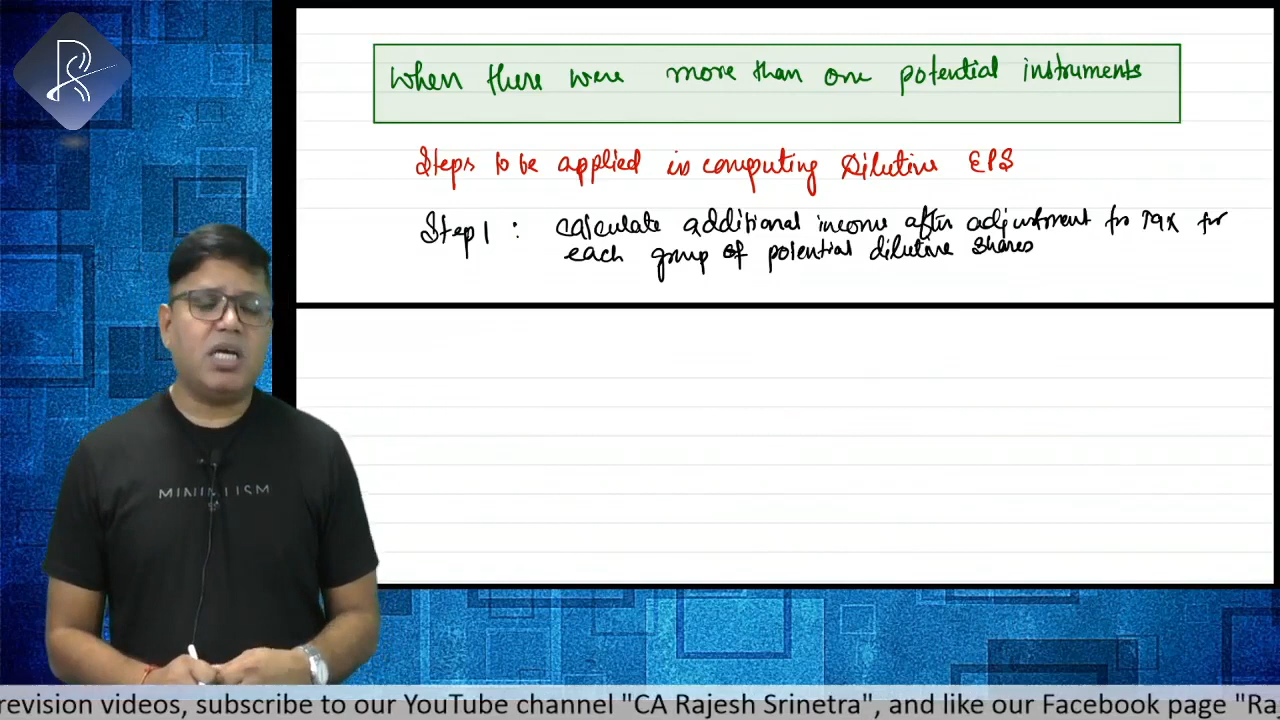 When there were more than one potential instruments
Steps to be applied in computing Dilutive EPS
Step 1 : calculate additional income after adjustment for Tax for
each group of potential dilutive shares
MINIMALISM
revision videos, subscribe to our YouTube channel "CA Rajesh Srinetra", and like our Facebook page "Ra